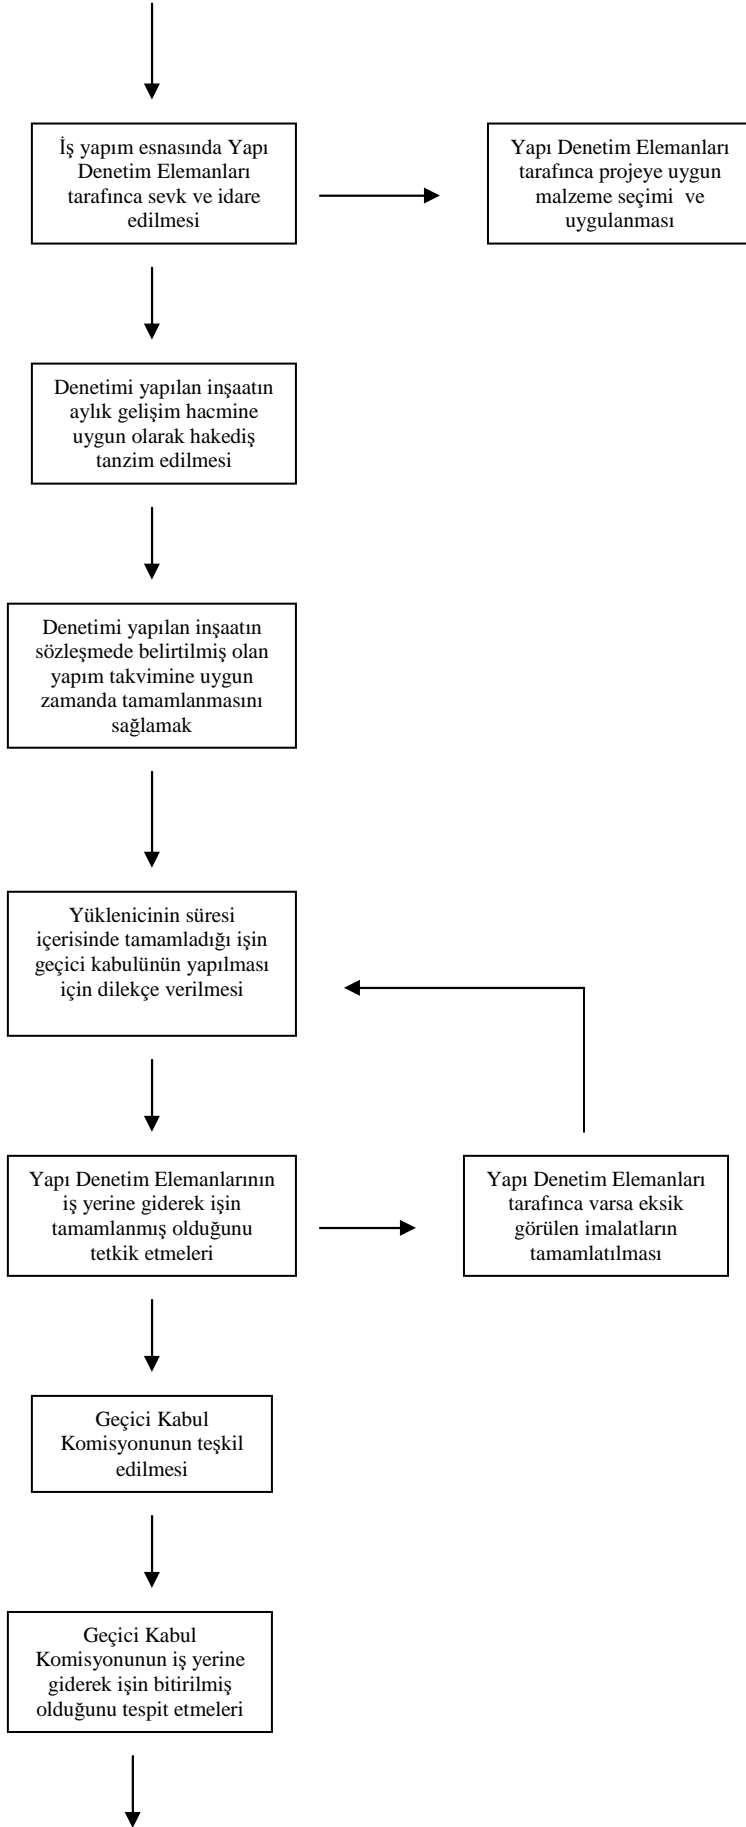 İş yapım esnasında Yapı
Denetim Elemanları
tarafınca sevk ve idare
edilmesi
Yapı Denetim Elemanları
tarafınca projeye uygun
malzeme seçimi ve
uygulanması
Denetimi yapılan inşaatın
aylık gelişim hacmine
uygun olarak hakediş
tanzim edilmesi
Denetimi yapılan inşaatın
sözleşmede belirtilmiş olan
yapım takvimine uygun
zamanda tamamlanmasını
sağlamak
Yüklenicinin süresi
içerisinde tamamladığı işin
geçici kabulünün yapılması
için dilekçe verilmesi
Yapı Denetim Elemanlarının
iş yerine giderek işin
tamamlanmış olduğunu
tetkik etmeleri
Yapı Denetim Elemanları
tarafınca varsa eksik
görülen imalatların
tamamlatılması
Geçici Kabul
Komisyonunun teşkil
edilmesi
Geçici Kabul
Komisyonunun iş yerine
giderek işin bitirilmiş
olduğunu tespit etmeleri